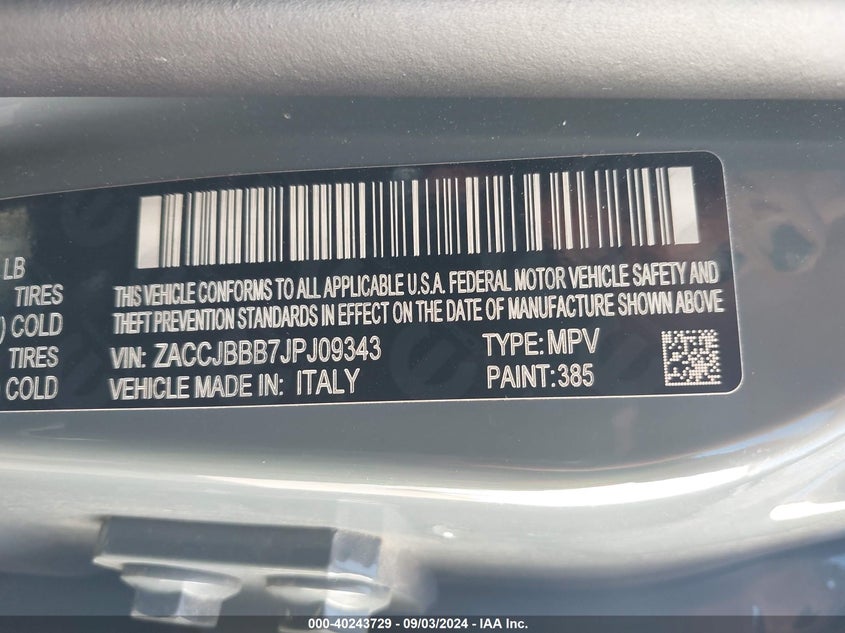 LB
TIRES
) COLD
TIRES
) COLD
THIS VEHICLE CONFORMS TO ALL APPLICABLE U.S.A. FEDERAL MOTOR VEHICLE SAFETY AND
THEFT PREVENTION STANDARDS IN EFFECT ON THE DATE OF MANUFACTURE SHOWN ABOVE
VIN: ZACCJBBB7JPJ09343 TYPE: MPV
VEHICLE MADE IN: ITALY PAINT: 385
000-40243729 - 09/03/2024 - IAA Inc.